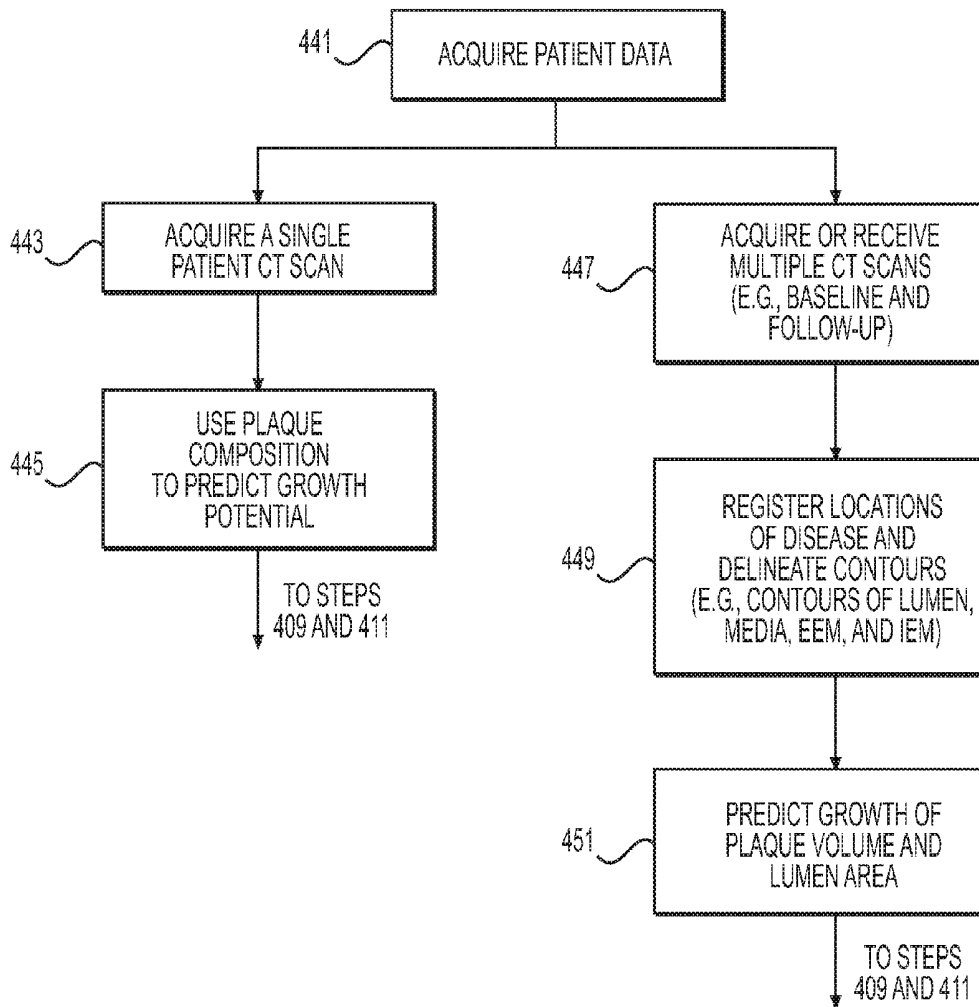 441
ACQUIRE PATIENT DATA
443
ACQUIRE A SINGLE
PATIENT CT SCAN
445
USE PLAQUE
COMPOSITION
TO PREDICT GROWTH
POTENTIAL
TO STEPS
409 AND 411
447
ACQUIRE OR RECEIVE
MULTIPLE CT SCANS
(E.G., BASELINE AND
FOLLOW-UP)
449
REGISTER LOCATIONS
OF DISEASE AND
DELINEATE CONTOURS
(E.G., CONTOURS OF LUMEN,
MEDIA, EEM, AND IEM)
451
PREDICT GROWTH OF
PLAQUE VOLUME AND
LUMEN AREA
TO STEPS
409 AND 411